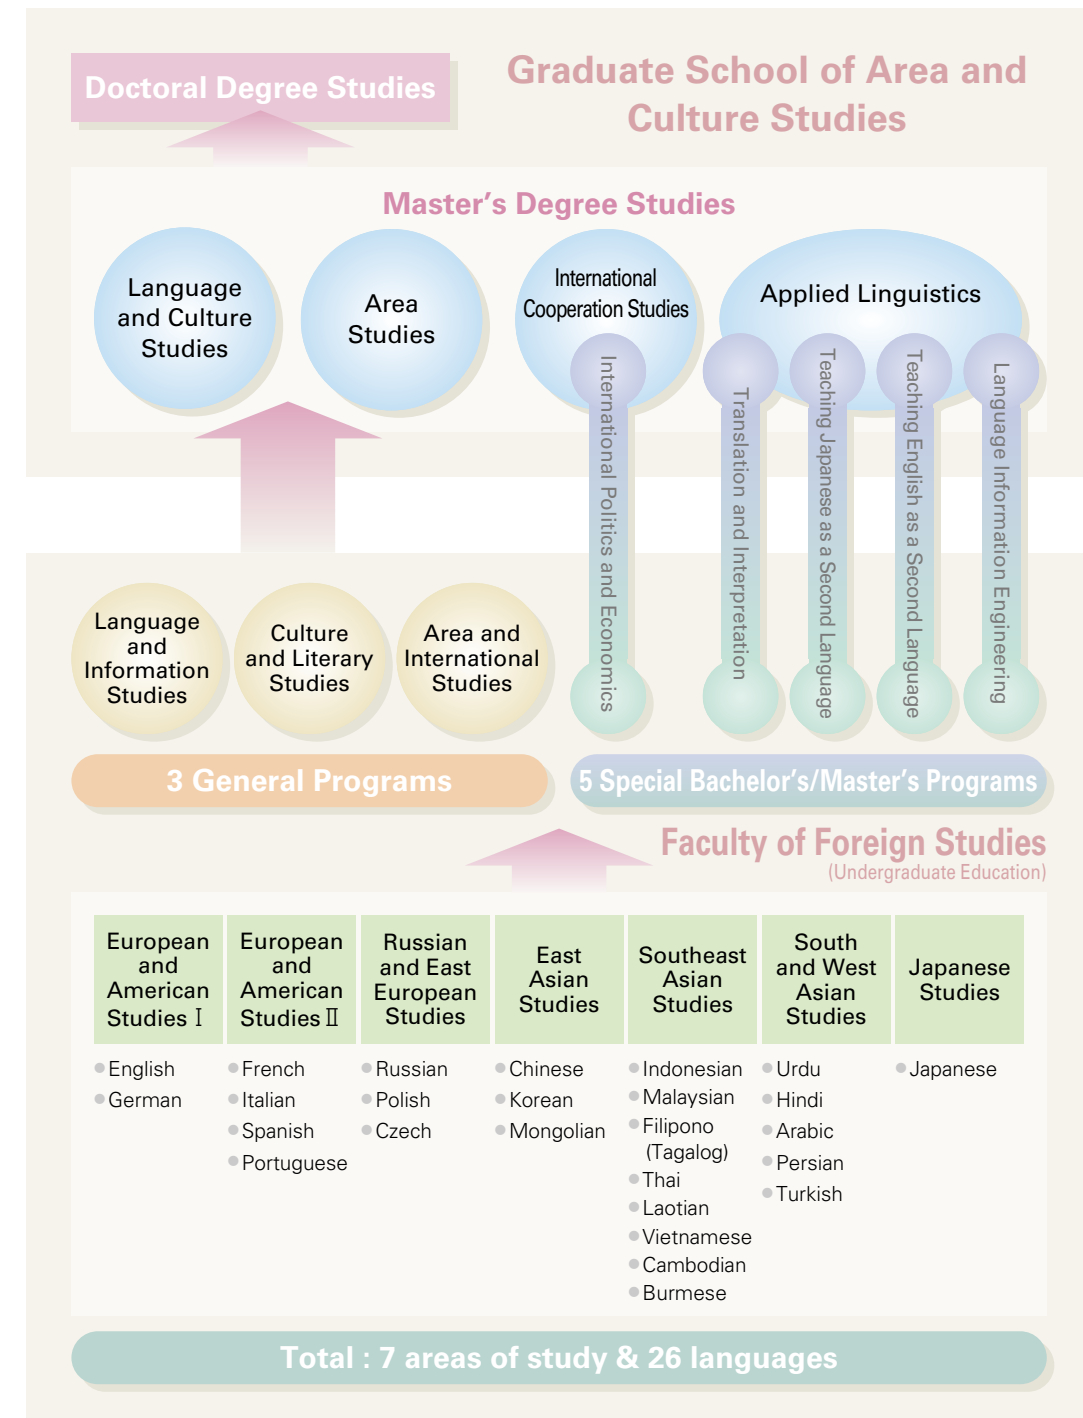 Doctoral Degree Studies
Graduate School of Area and
Culture Studies
Master's Degree Studies
Language
and Culture
Studies
Area
Studies
International
Cooperation Studies
Applied Linguistics
International Politics and Economics
Translation and Interpretation
Teaching Japanese as a Second Language
Teaching English as a Second Language
Language Information Engineering
Language
and
Information
Studies
Culture
and Literary
Studies
Area and
International
Studies
3 General Programs
5 Special Bachelor's/Master's Programs
Faculty of Foreign Studies
(Undergraduate Education)
European
and
American
Studies Ⅰ
English
German
European
and
American
Studies Ⅱ
French
Italian
Spanish
Portuguese
Russian
and East
European
Studies
Russian
Polish
Czech
East
Asian
Studies
Chinese
Korean
Mongolian
Southeast
Asian
Studies
Indonesian
Malaysian
Filipono
(Tagalog)
Thai
Laotian
Vietnamese
Cambodian
Burmese
South
and West
Asian
Studies
Urdu
Hindi
Arabic
Persian
Turkish
Japanese
Studies
Japanese
Total : 7 areas of study & 26 languages